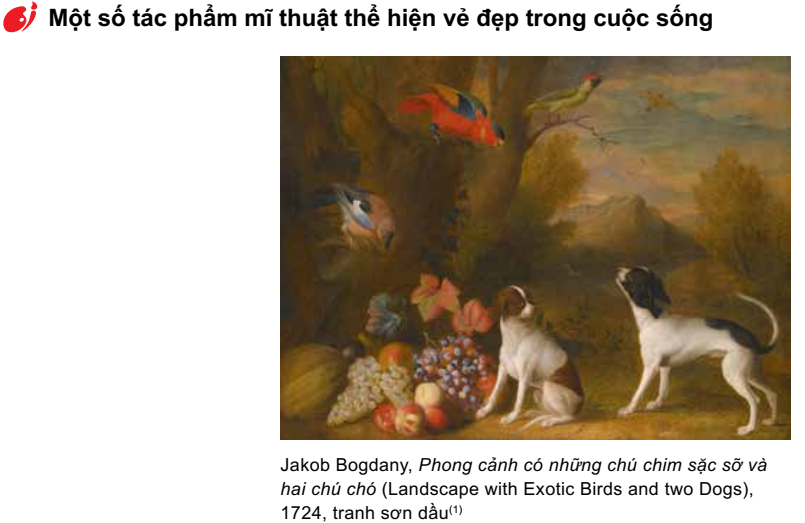 Một số tác phẩm mĩ thuật thể hiện vẻ đẹp trong cuộc sống
Jakob Bogdany, Phong cảnh có những chú chim sặc sỡ và
hai chú chó (Landscape with Exotic Birds and two Dogs),
1724, tranh sơn dầu(1)